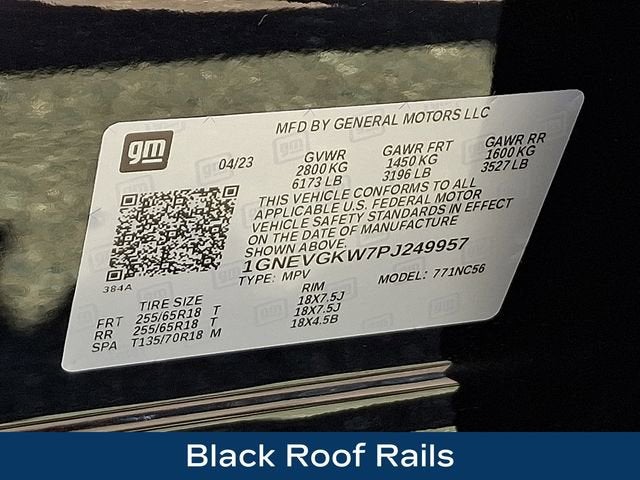 MFD BY GENERAL MOTORS LLC
gm
04/23 GVWR GAWR FRT GAWR RR
2800 KG 1450 KG 1600 KG
6173 LB 3196 LB 3527 LB
THIS VEHICLE CONFORMS TO ALL
APPLICABLE U.S. FEDERAL MOTOR
VEHICLE SAFETY STANDARDS IN EFFECT
ON THE DATE OF MANUFACTURE
SHOWN ABOVE.
1GNEVGKW7PJ249957
384A
TYPE: MPV MODEL: 771NC56
TIRE SIZE RIM
FRT 255/65R18 T 18X7.5J
RR 255/65R18 T 18X7.5J
SPA T135/70R18 M 18X4.5B
Black Roof Rails